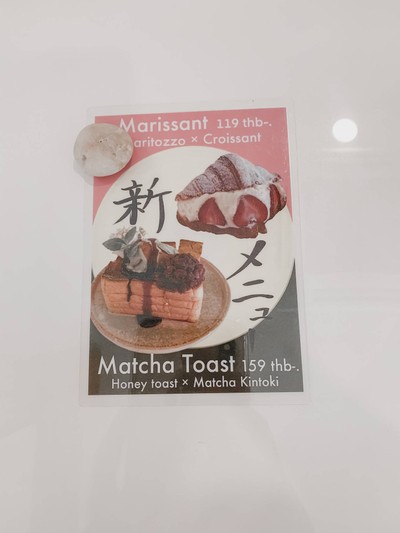 Marissant 119 thb-.
aritozzo × Croissant
新
メニュ
Matcha Toast 159 thb-.
Honey toast × Matcha Kintoki